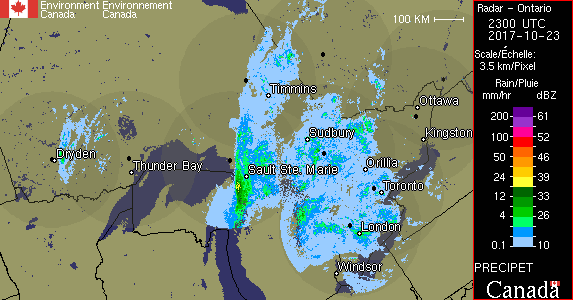 Environment Environnement
Canada Canada
100 KM
Timmins
Ottawa
Sudbury
Kingston
Dryden
Thunder Bay
Orillia
Sault Ste. Marie
Toronto
London
Windsor
Radar - Ontario
2300 UTC
2017-10-23
Scale/Échelle:
3.5 km/Pixel
Rain/Pluie
mm/hr dBZ
200 61
100 52
50 46
24 39
12 33
4 26
0.1 10
PRECIPET
Canada